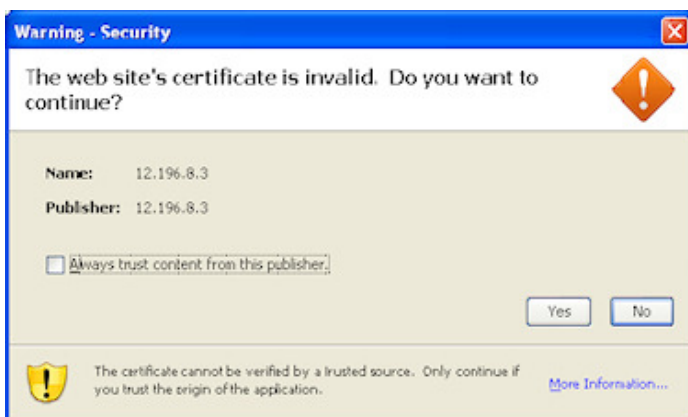 Warning - Security
The web site's certificate is invalid. Do you want to
continue?
Name: 12.196.8.3
Publisher: 12.196.8.3
Always trust content from this publisher.
Yes No
The certificate cannot be verified by a trusted source. Only continue if
you trust the origin of the application.
More Information...